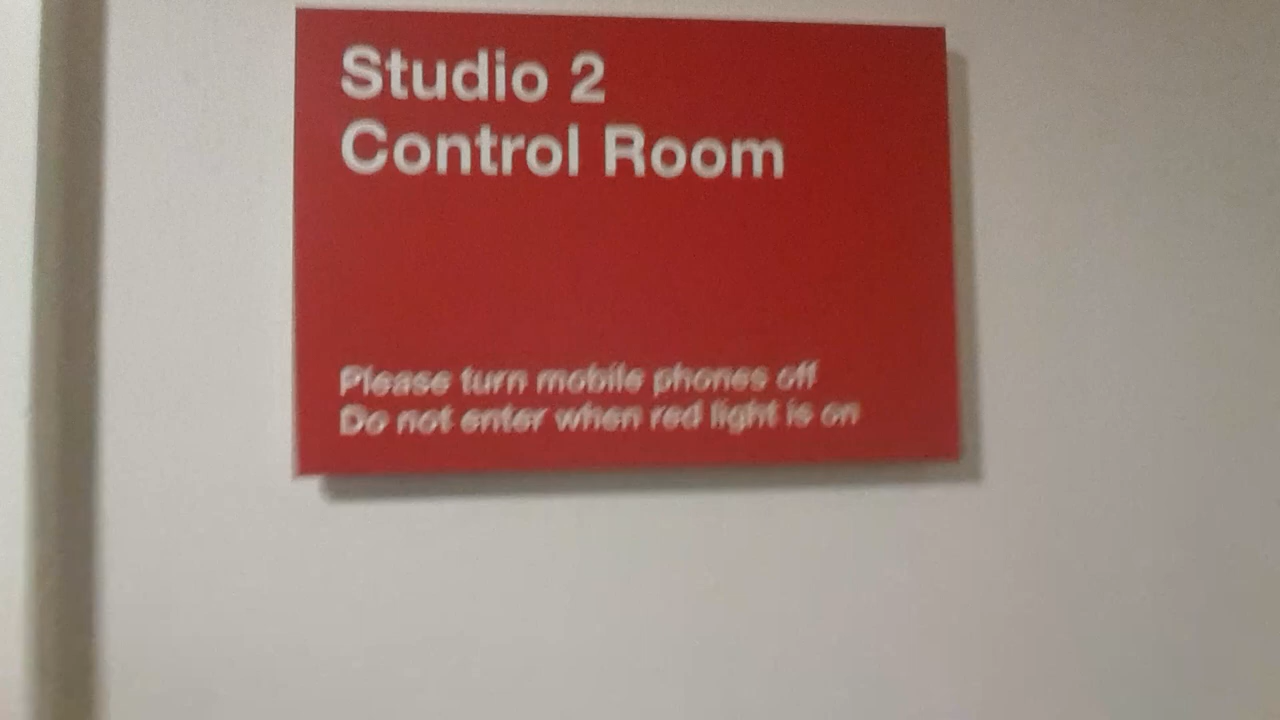 Studio 2
Control Room
Please turn mobile phones off
Do not enter when red light is on